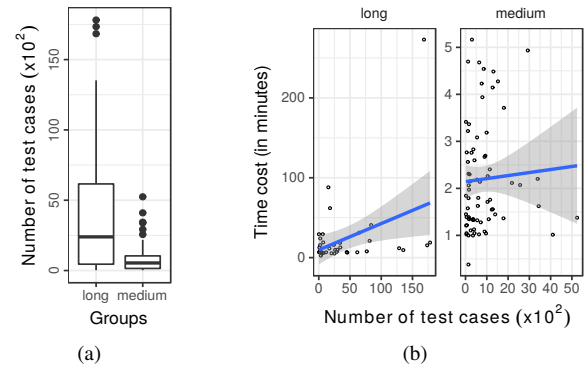 Number of test cases (x10²)
0
50
100
150
long
medium
Groups
(a)
long
medium
Time cost (in minutes)
0
100
200
1
2
3
4
5
0
50
100
150
0
10
20
30
40
50
Number of test cases (x10²)
(b)